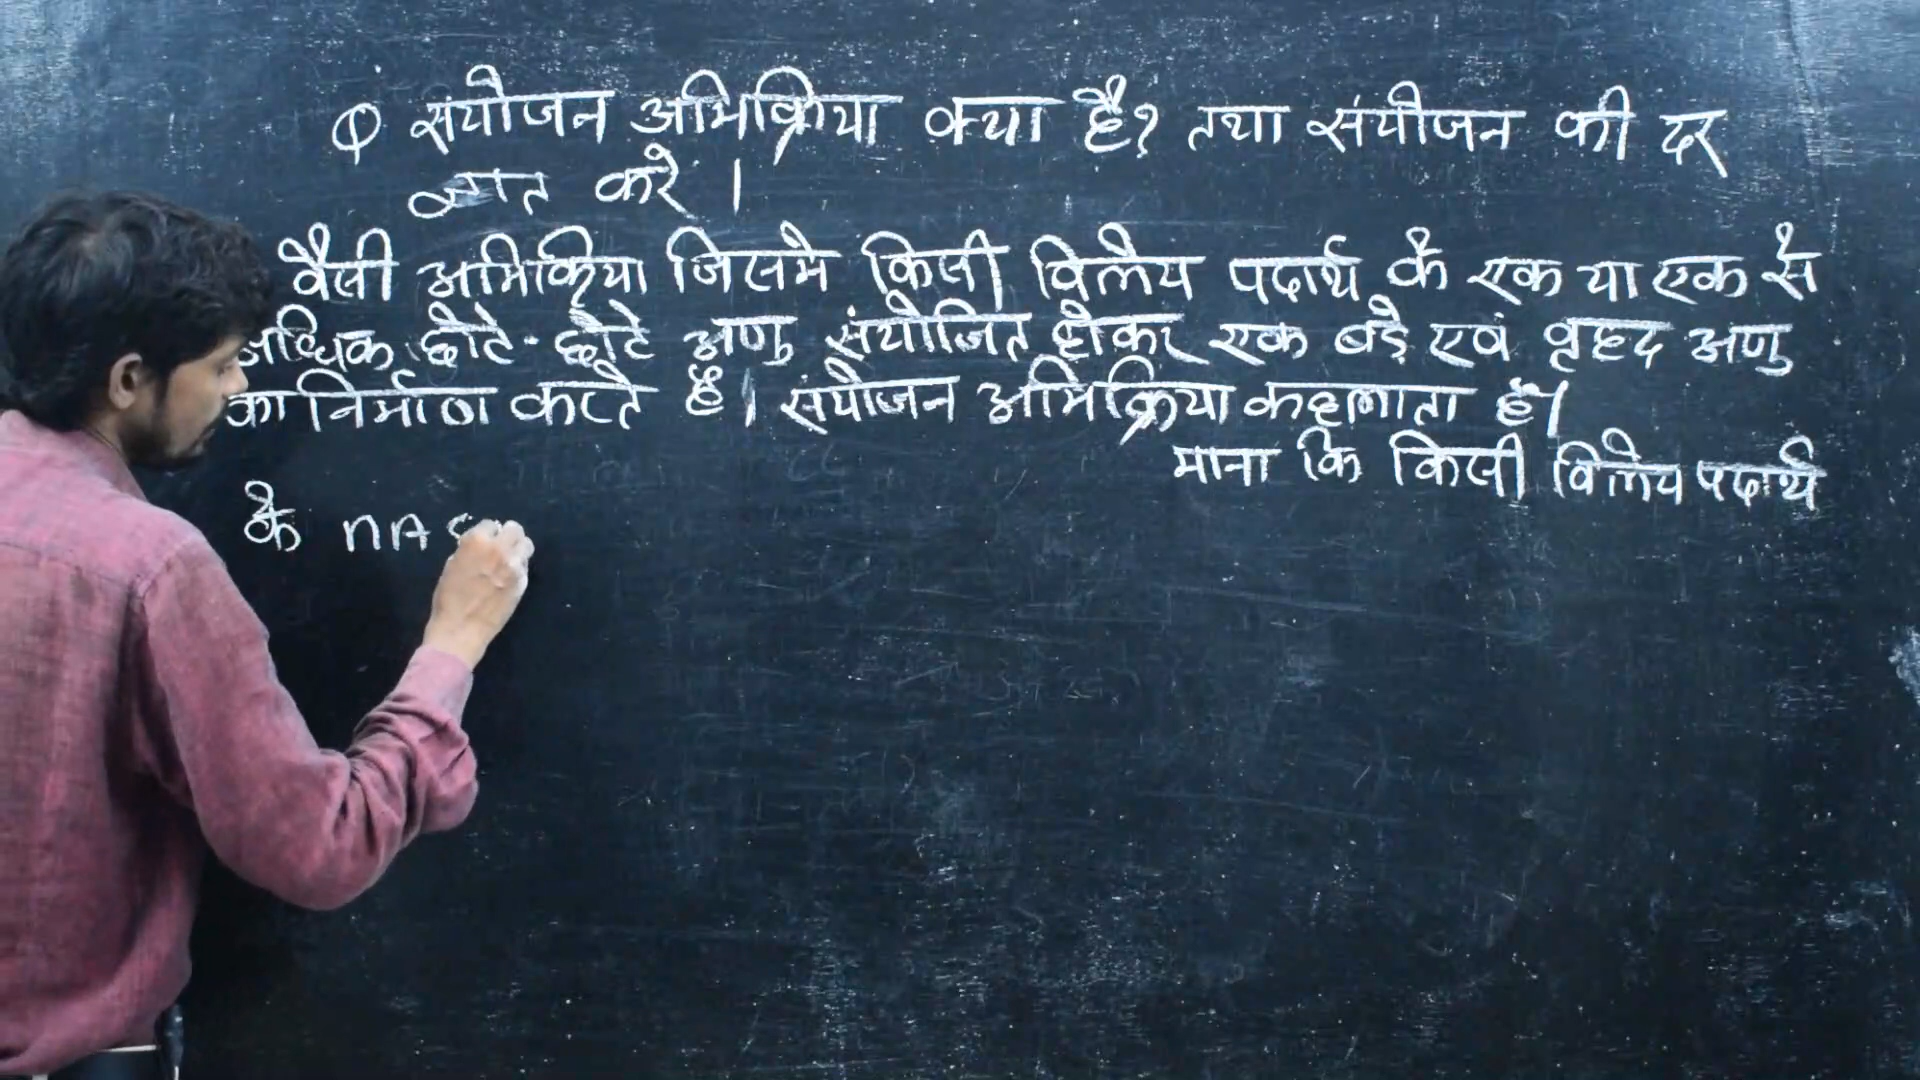 Q संयोजन अभिक्रिया क्या है? तथा संयोजन की दर
ज्ञात करे ।
वैसी अभिक्रिया जिसमे किसी विलेय पदार्थ के एक या एक से
अधिक छोटे-छोटे अणु संयोजित होकर एक बड़े एवं वृहद अणु
का निर्माण करते है। संयोजन अभिक्रिया कहलाता है।
माना कि किसी विलेय पदार्थ
के nA